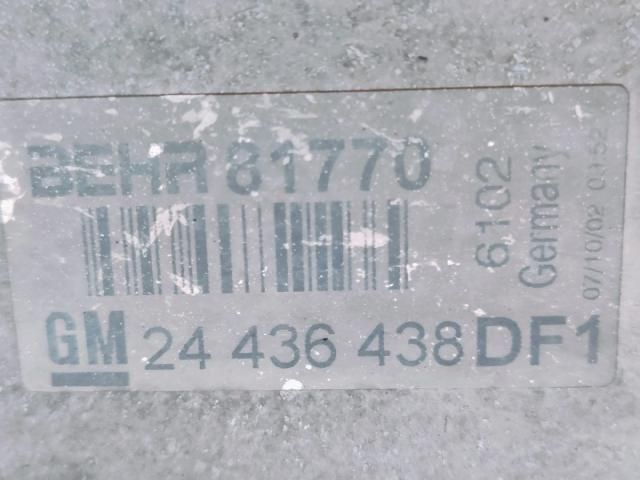 BEHR 81770
GM 24 436 438 DF1
6102
Germany
07/10/02 01:52